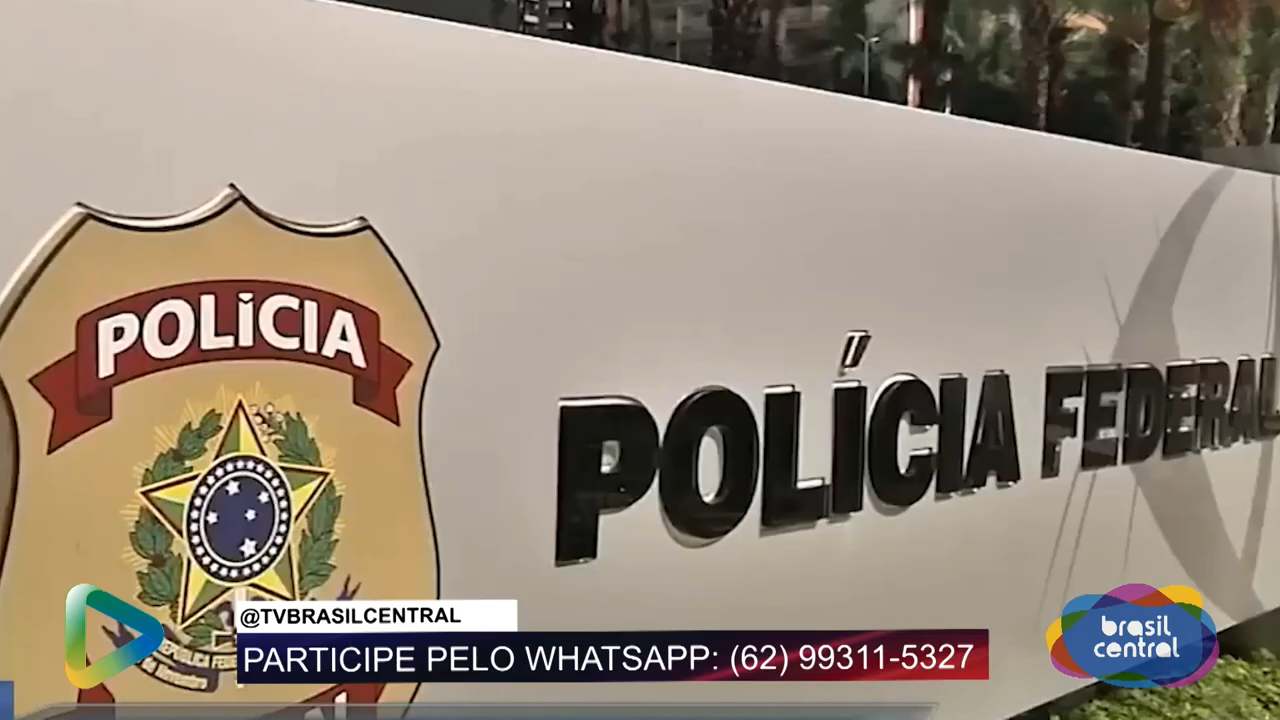 POLÍCIA
POLÍCIA FEDERAL
@TVBRASILCENTRAL
PARTICIPE PELO WHATSAPP: (62) 99311-5327
brasil
central